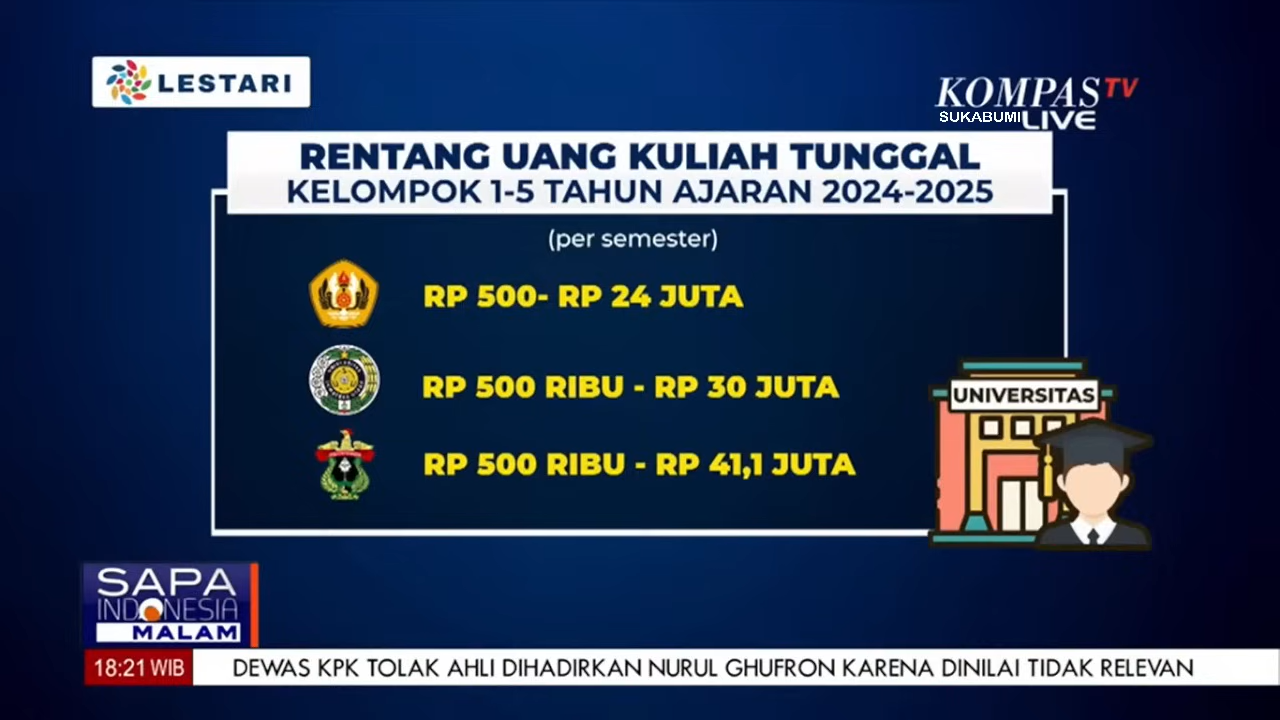 LESTARI
KOMPAS TV
SUKABUMI LIVE
RENTANG UANG KULIAH TUNGGAL
KELOMPOK 1-5 TAHUN AJARAN 2024-2025
(per semester)
RP 500- RP 24 JUTA
RP 500 RIBU - RP 30 JUTA
RP 500 RIBU - RP 41,1 JUTA
UNIVERSITAS
SAPA
INDONESIA
MALAM
18:21 WIB
DEWAS KPK TOLAK AHLI DIHADIRKAN NURUL GHUFRON KARENA DINILAI TIDAK RELEVAN